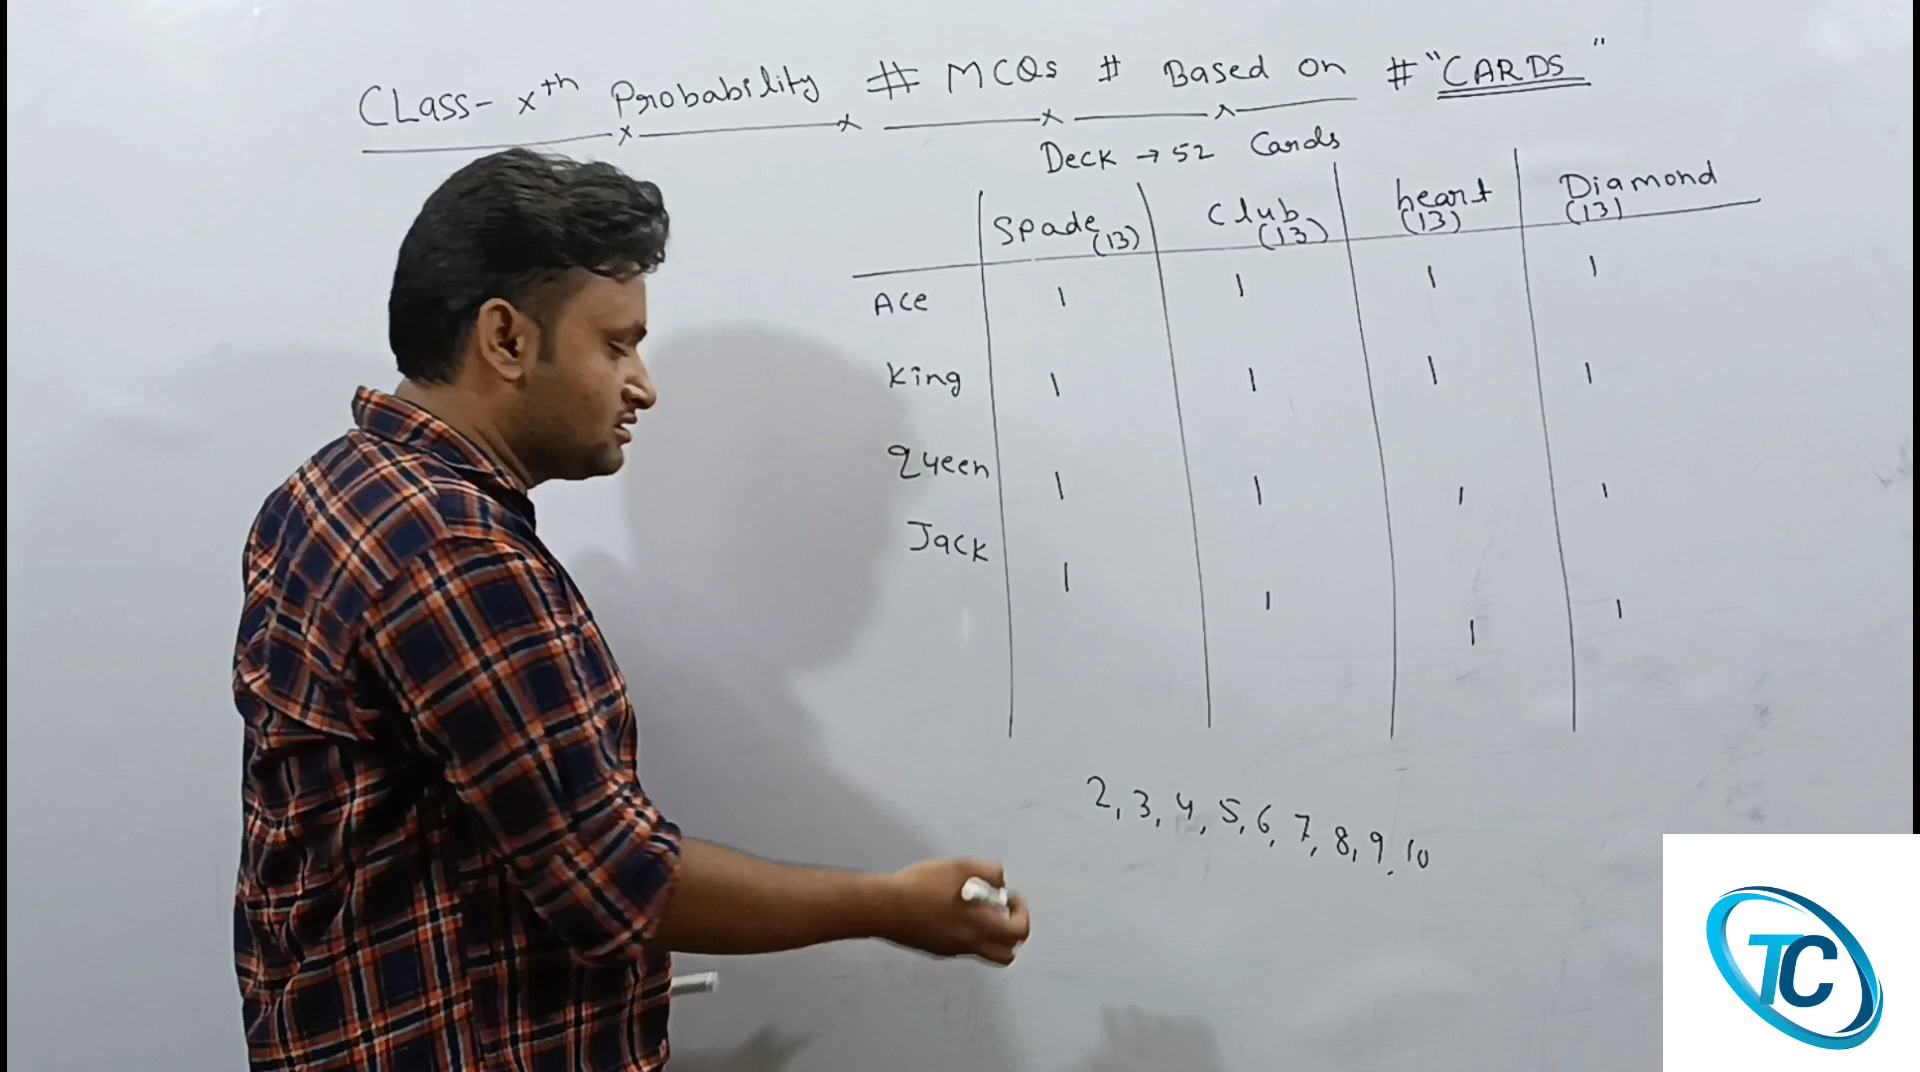 CLass- xth Probability # MCQs # Based on # "CARDS"
Deck → 52 Cards
Spade (13) Club (13) heart (13) Diamond (13)
Ace 1 1 1 1
King 1 1 1 1
Queen 1 1 1 1
Jack 1 1 1 1
2, 3, 4, 5, 6, 7, 8, 9, 10
TC